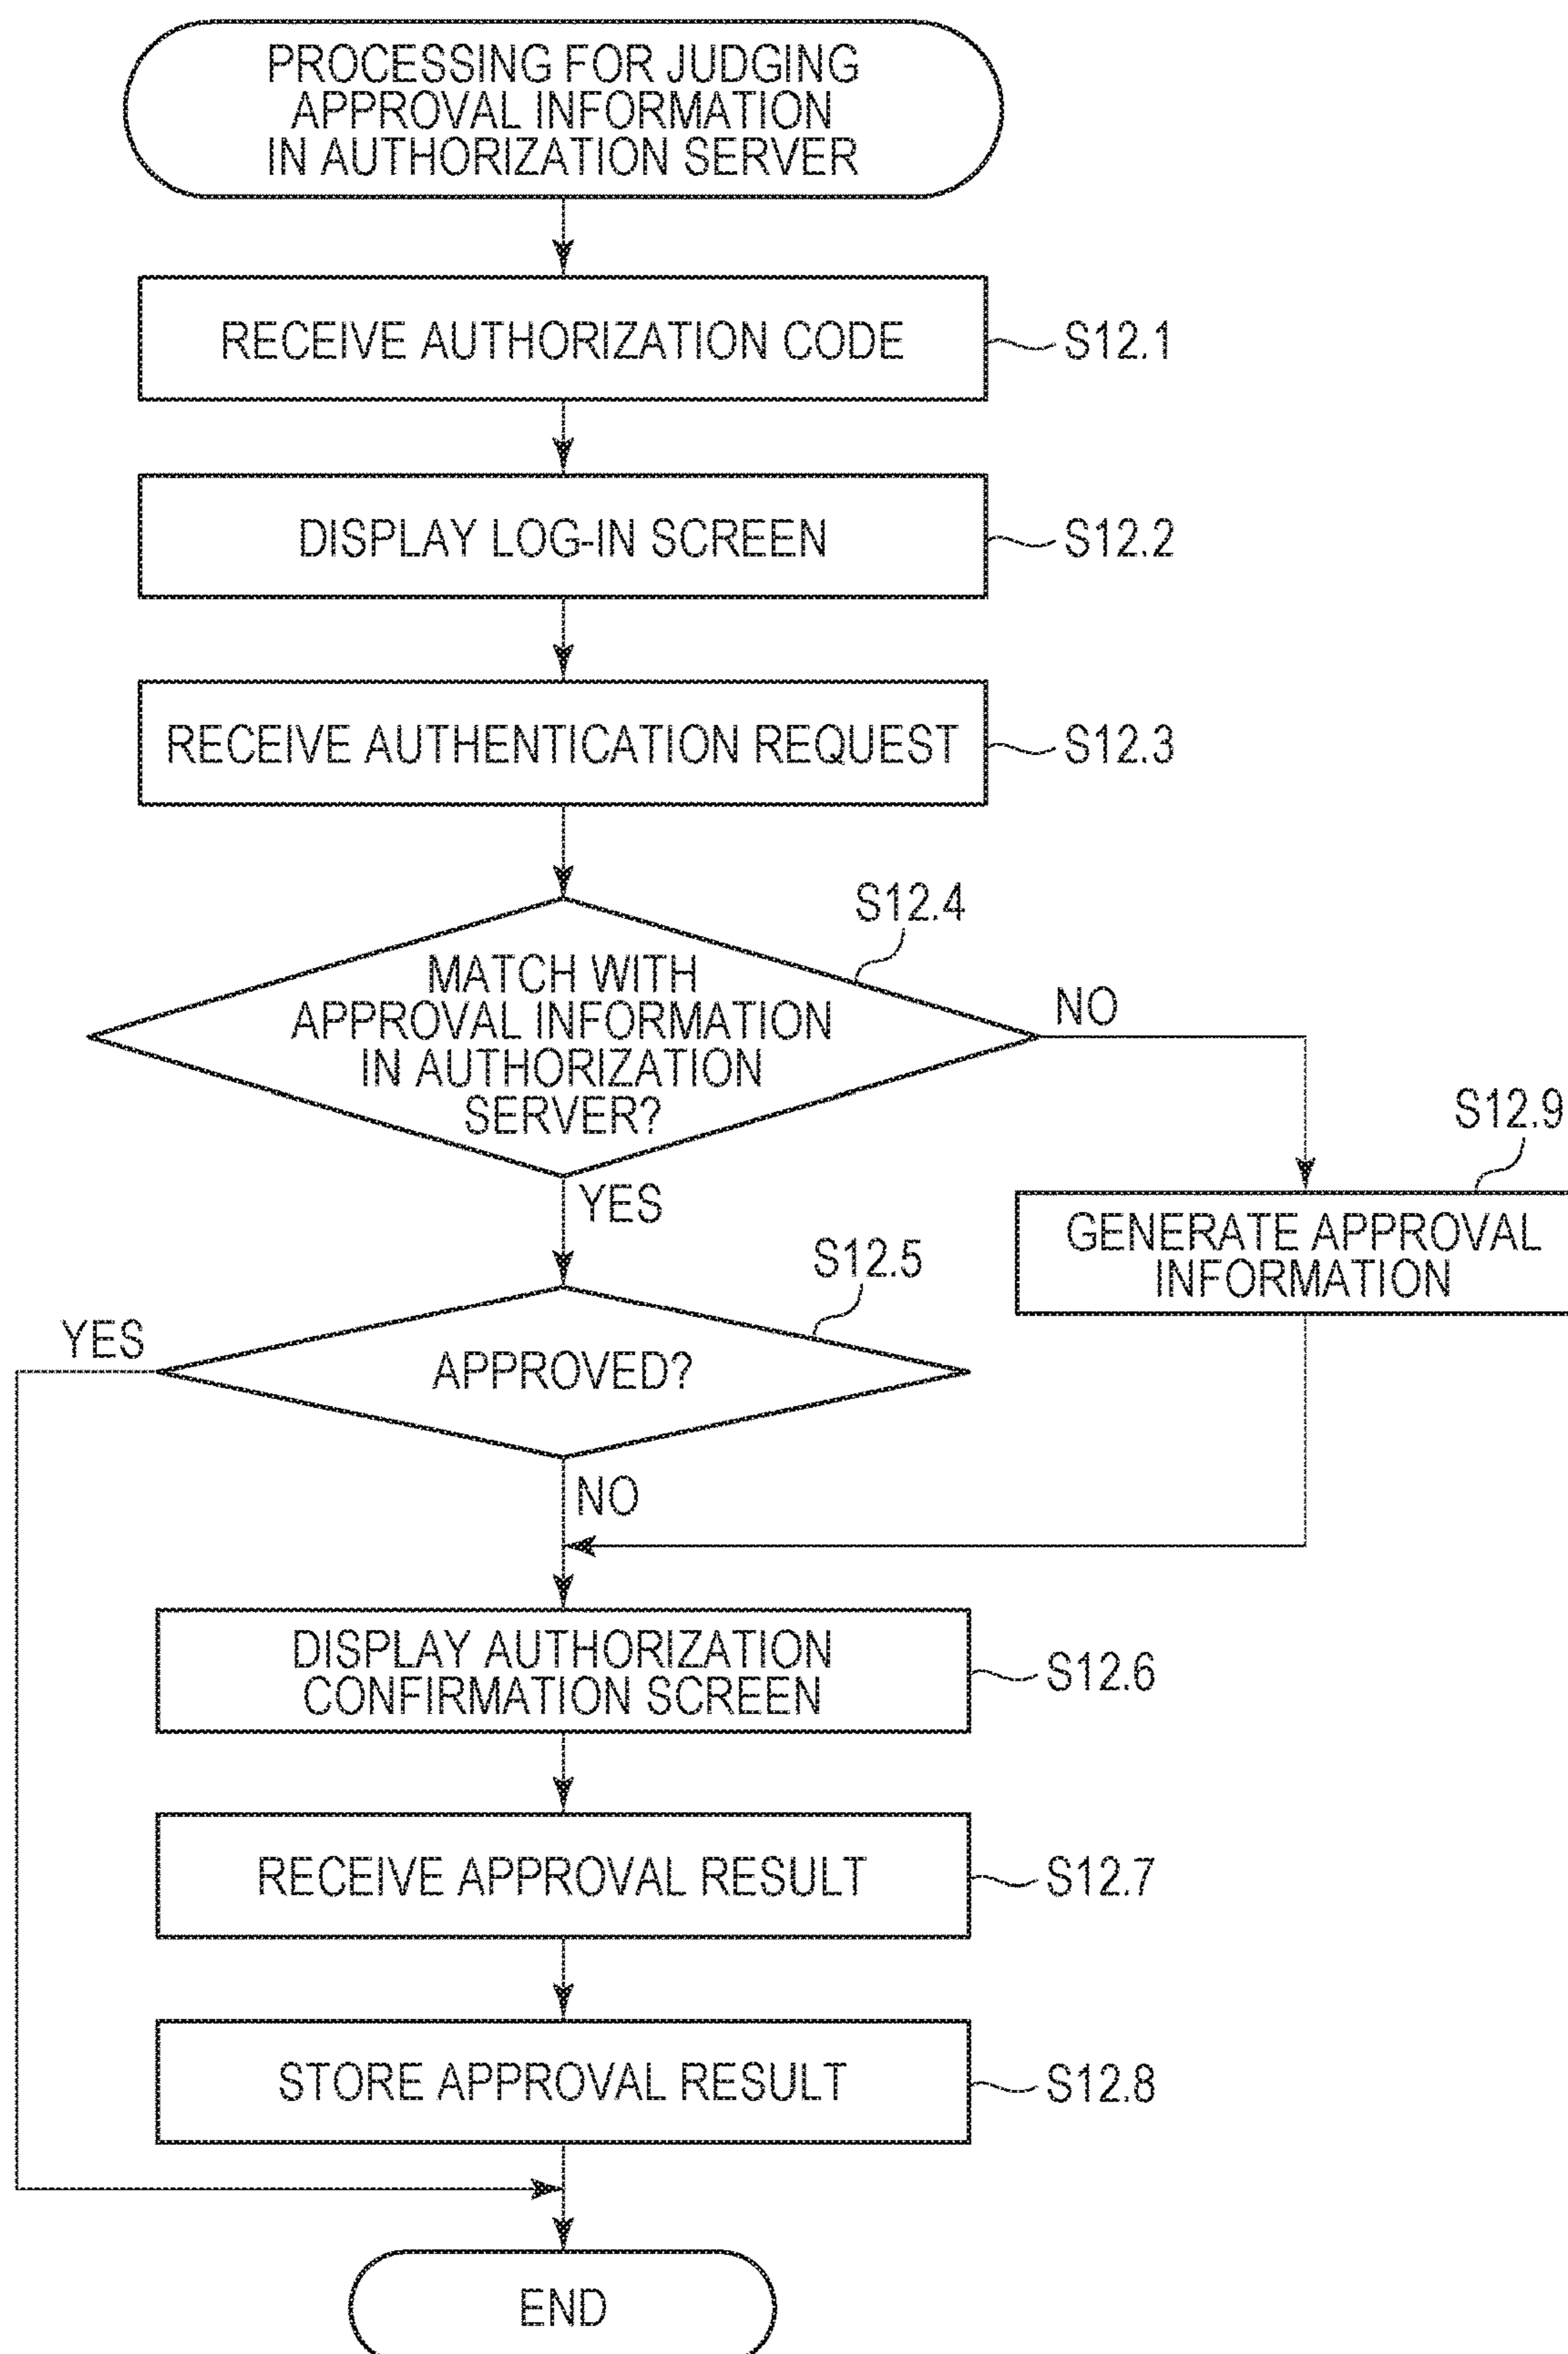 PROCESSING FOR JUDGING
APPROVAL INFORMATION
IN AUTHORIZATION SERVER
RECEIVE AUTHORIZATION CODE
S12.1
DISPLAY LOG-IN SCREEN
S12.2
RECEIVE AUTHENTICATION REQUEST
S12.3
S12.4
MATCH WITH
APPROVAL INFORMATION
IN AUTHORIZATION
SERVER?
NO
YES
S12.9
GENERATE APPROVAL
INFORMATION
S12.5
YES
APPROVED?
NO
DISPLAY AUTHORIZATION
CONFIRMATION SCREEN
S12.6
RECEIVE APPROVAL RESULT
S12.7
STORE APPROVAL RESULT
S12.8
END